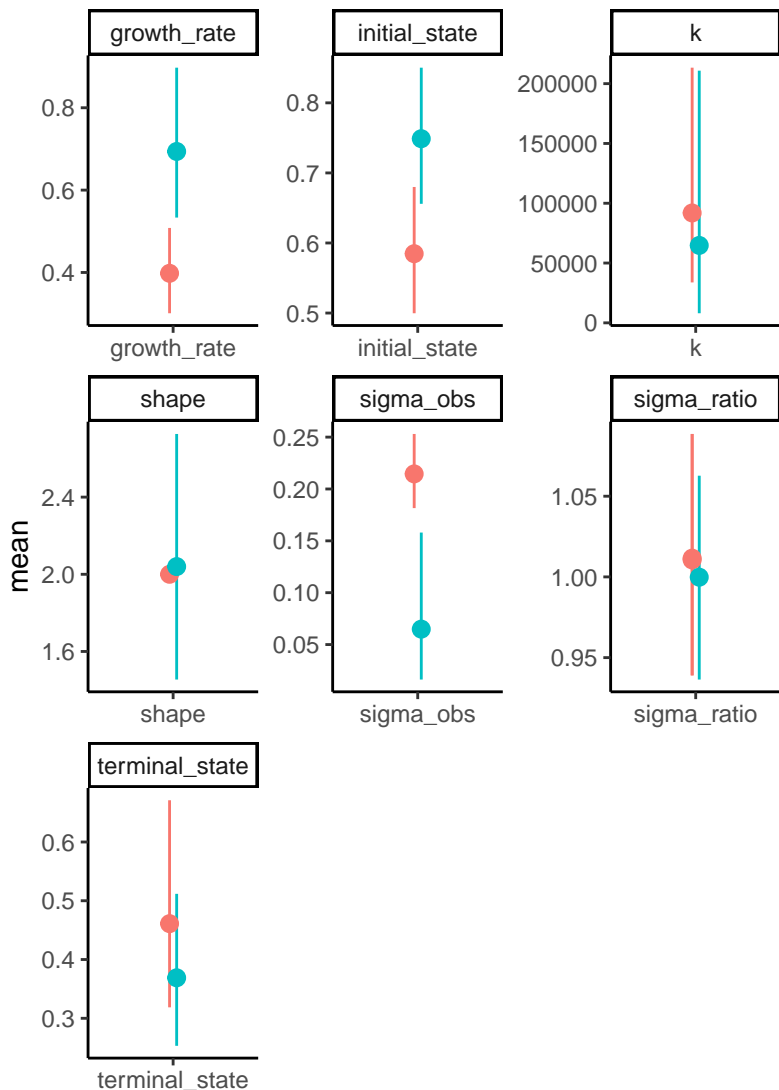 growth_rate
initial_state
k
0.8
0.6
0.4
growth_rate
0.8
0.7
0.6
0.5
initial_state
200000
150000
100000
50000
0
k
shape
sigma_obs
sigma_ratio
mean
2.4
2.0
1.6
shape
0.25
0.20
0.15
0.10
0.05
sigma_obs
1.05
1.00
0.95
sigma_ratio
terminal_state
0.6
0.5
0.4
0.3
terminal_state